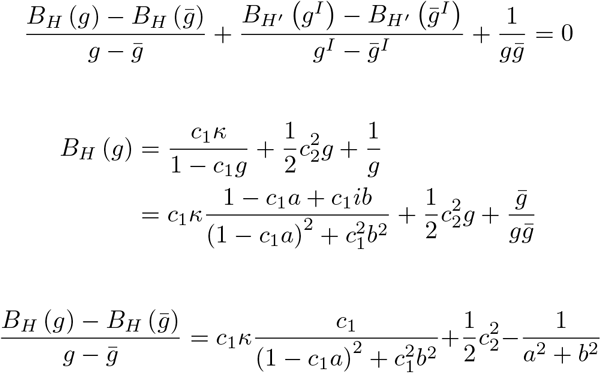 \frac{B_H(g) - B_H(\bar{g})}{g - \bar{g}} + \frac{B_{H'}(g^I) - B_{H'}(\bar{g}^I)}{g^I - \bar{g}^I} + \frac{1}{g\bar{g}} = 0
B_H(g) = \frac{c_1 \kappa}{1 - c_1 g} + \frac{1}{2} c_2^2 g + \frac{1}{g}
= c_1 \kappa \frac{1 - c_1 a + c_1 i b}{(1 - c_1 a)^2 + c_1^2 b^2} + \frac{1}{2} c_2^2 g + \frac{\bar{g}}{g\bar{g}}
\frac{B_H(g) - B_H(\bar{g})}{g - \bar{g}} = c_1 \kappa \frac{c_1}{(1 - c_1 a)^2 + c_1^2 b^2} + \frac{1}{2} c_2^2 - \frac{1}{a^2 + b^2}